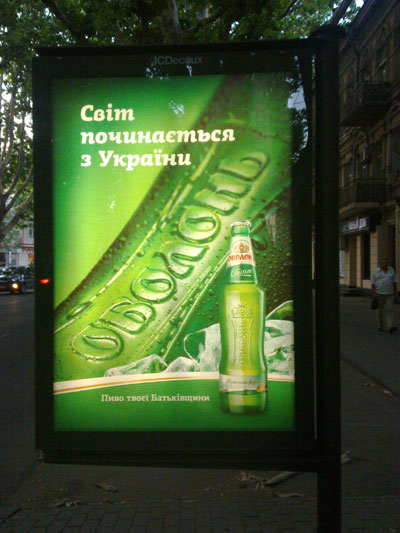 JCDecaux
Світ
починається
з України
ОБОЛОНЬ
Пиво твоєї Батьківщини